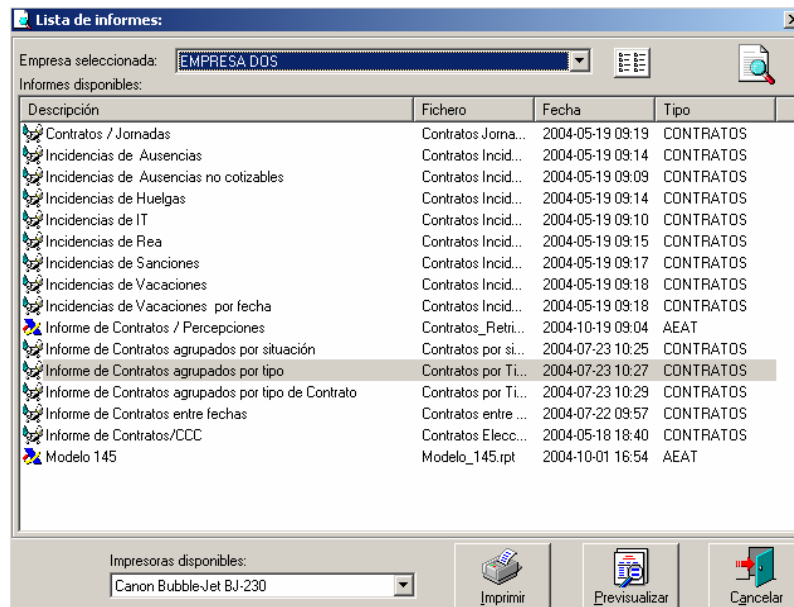 Lista de informes:
Empresa seleccionada: EMPRESA DOS
Informes disponibles:
Descripción Fichero Fecha Tipo
Contratos / Jornadas Contratos Jorna... 2004-05-19 09:19 CONTRATOS
Incidencias de  Ausencias Contratos Incid... 2004-05-19 09:14 CONTRATOS
Incidencias de  Ausencias no cotizables Contratos Incid... 2004-05-19 09:09 CONTRATOS
Incidencias de Huelgas Contratos Incid... 2004-05-19 09:14 CONTRATOS
Incidencias de IT Contratos Incid... 2004-05-19 09:10 CONTRATOS
Incidencias de Rea Contratos Incid... 2004-05-19 09:15 CONTRATOS
Incidencias de Sanciones Contratos Incid... 2004-05-19 09:17 CONTRATOS
Incidencias de Vacaciones Contratos Incid... 2004-05-19 09:18 CONTRATOS
Incidencias de Vacaciones  por fecha Contratos Incid... 2004-05-19 09:18 CONTRATOS
Informe de Contratos / Percepciones Contratos_Retri... 2004-10-19 09:04 AEAT
Informe de Contratos agrupados por situación Contratos por si... 2004-07-23 10:25 CONTRATOS
Informe de Contratos agrupados por tipo Contratos por Ti... 2004-07-23 10:27 CONTRATOS
Informe de Contratos agrupados por tipo de Contrato Contratos por Ti... 2004-07-23 10:29 CONTRATOS
Informe de Contratos entre fechas Contratos entre ... 2004-07-22 09:57 CONTRATOS
Informe de Contratos/CCC Contratos Elecc... 2004-05-18 18:40 CONTRATOS
Modelo 145 Modelo_145.rpt 2004-10-01 16:54 AEAT
Impresoras disponibles:
Canon Bubble-Jet BJ-230
Imprimir Previsualizar Cancelar